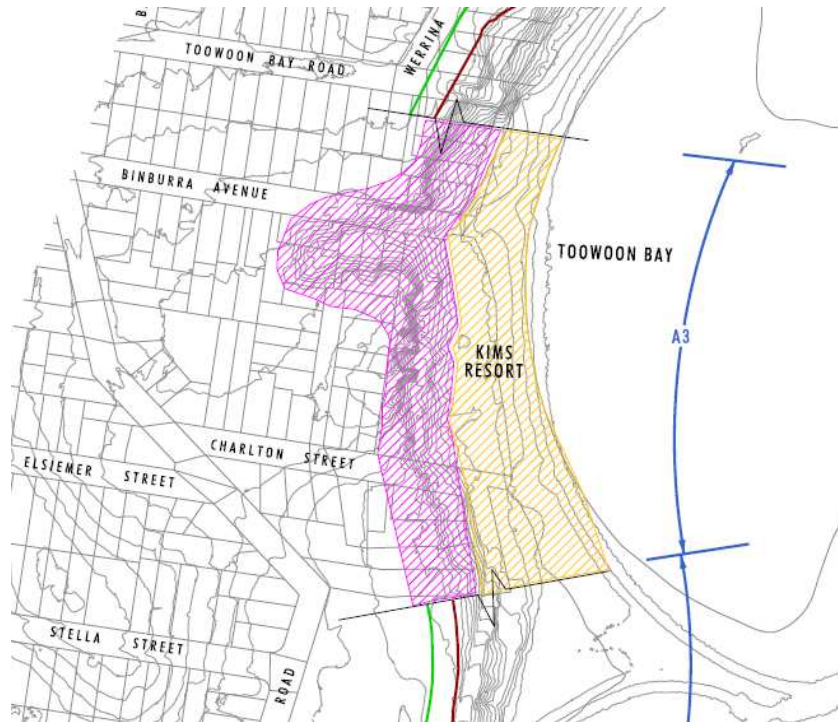 B
TOOWOON BAY ROAD
WERRINA
BINBURRA AVENUE
TOOWOON BAY
A3
KIMS
RESORT
CHARLTON STREET
ELSIEMER STREET
STELLA STREET
ROAD